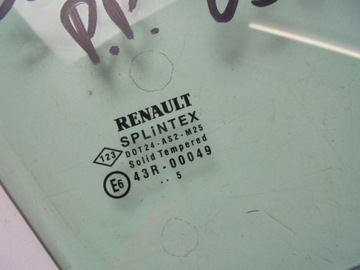 P.P.
RENAULT
SPLiNTEX
123 DOT24-AS2-M25
Solid Tempered
E6 43R-00049
.. 5